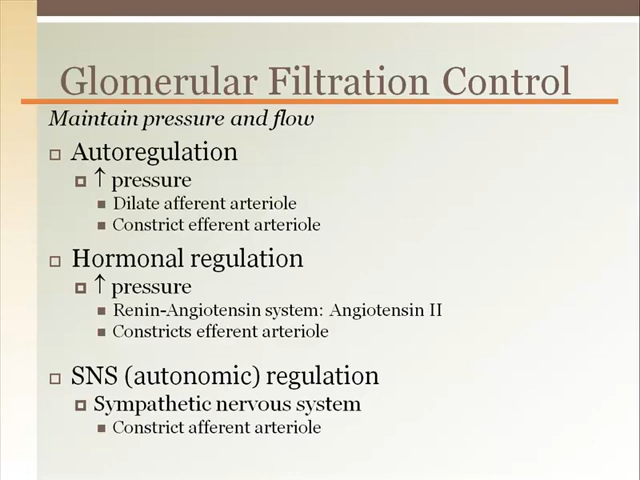 Glomerular Filtration Control
Maintain pressure and flow
Autoregulation
↑ pressure
Dilate afferent arteriole
Constrict efferent arteriole
Hormonal regulation
↑ pressure
Renin-Angiotensin system: Angiotensin II
Constricts efferent arteriole
SNS (autonomic) regulation
Sympathetic nervous system
Constrict afferent arteriole